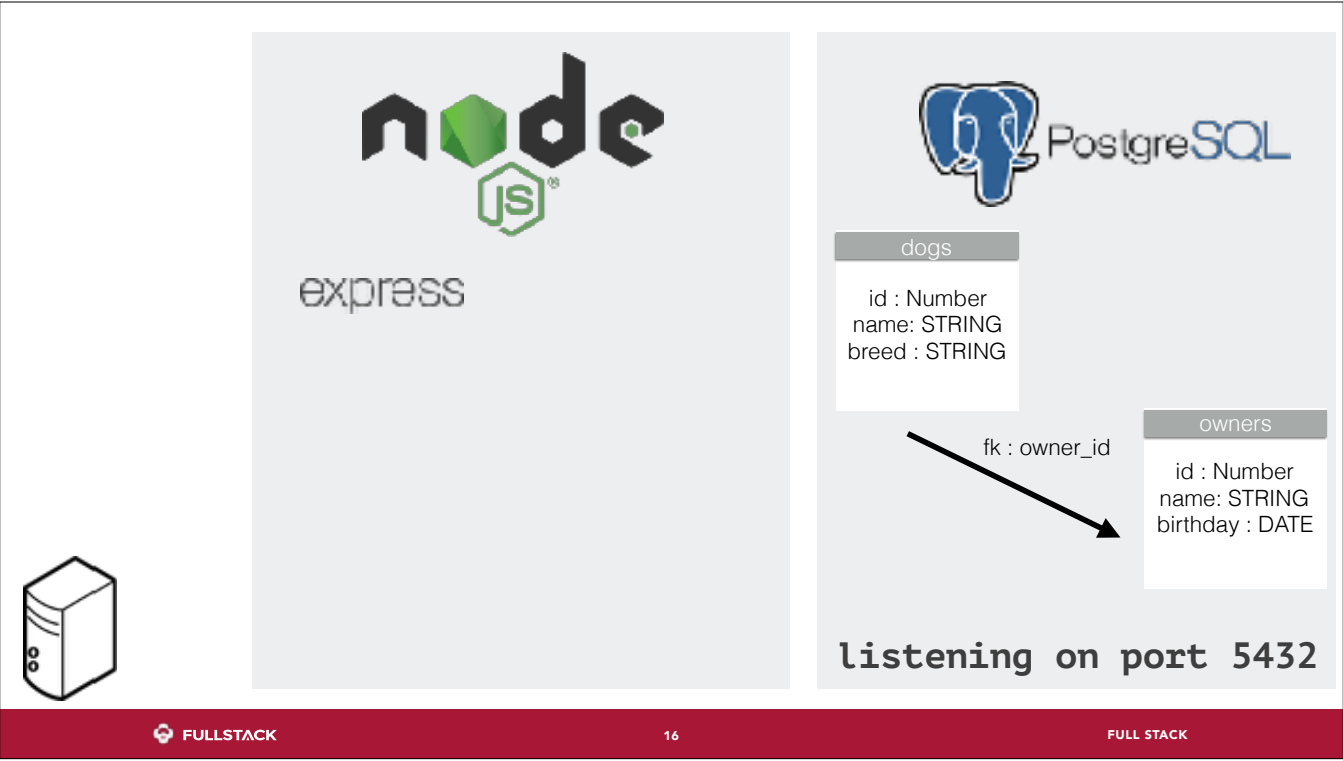 node
JS®
express
PostgreSQL
dogs
id : Number
name: STRING
breed : STRING
fk : owner_id
owners
id : Number
name: STRING
birthday : DATE
listening on port 5432
FULLSTACK
16
FULL STACK